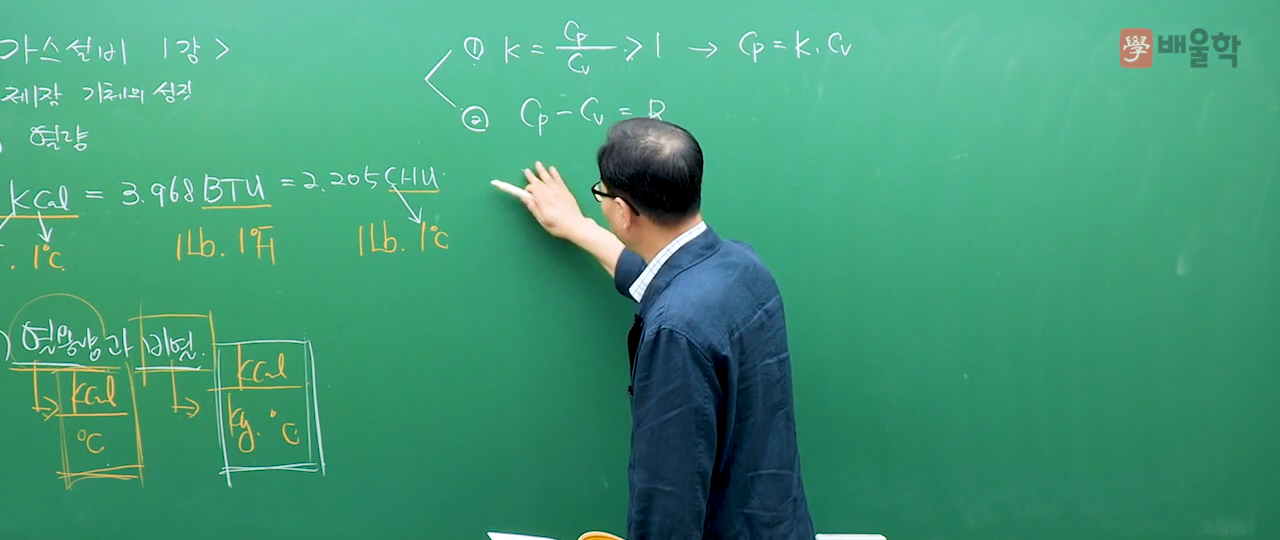 가스설비 1강>
제1장 기체의 성질
열량
kcal = 3.968 BTU = 2.205 CHU
. 1℃
1Lb. 1℉
1Lb. 1℃
) 열용량과 비열.
kcal
℃
kcal
kg. ℃
① K = Cp/Cv > 1 → Cp = K. Cv
② Cp - Cv = R
學 배울학